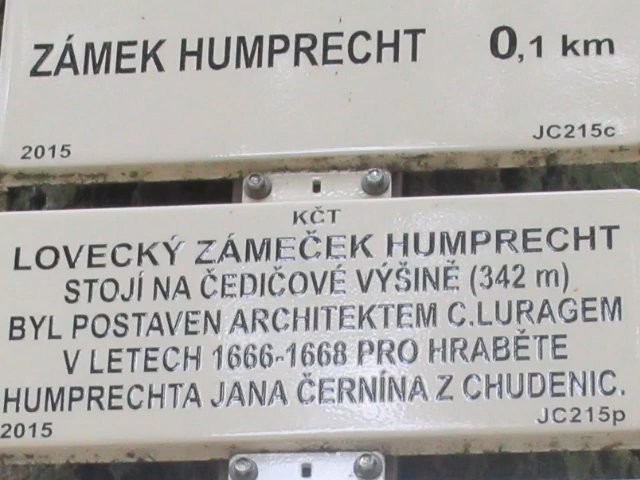 ZÁMEK HUMPRECHT 0,1 km
2015 JC215c
KČT
LOVECKÝ ZÁMEČEK HUMPRECHT
STOJÍ NA ČEDIČOVÉ VÝŠINĚ (342 m)
BYL POSTAVEN ARCHITEKTEM C.LURAGEM
V LETECH 1666-1668 PRO HRABĚTE
HUMPRECHTA JANA ČERNÍNA Z CHUDENIC.
2015 JC215p